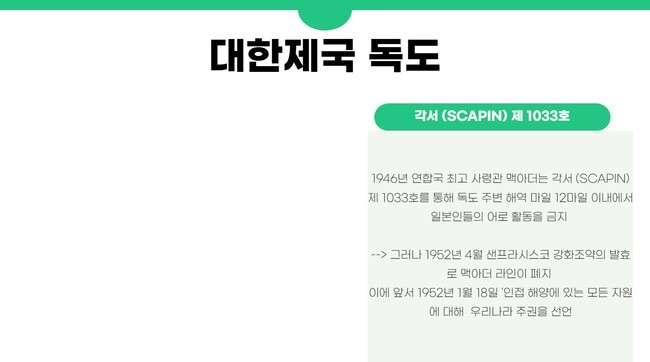 대한제국 독도
각서 (SCAPIN) 제 1033호
1946년 연합국 최고 사령관 맥아더는 각서 (SCAPIN)
제 1033호를 통해 독도 주변 해역 마일 12마일 이내에서
일본인들의 어로 활동을 금지
--> 그러나 1952년 4월 샌프라시스코 강화조약의 발효
로 맥아더 라인이 폐지
이에 앞서 1952년 1월 18일 '인접 해양에 있는 모든 자원
에 대해 우리나라 주권을 선언